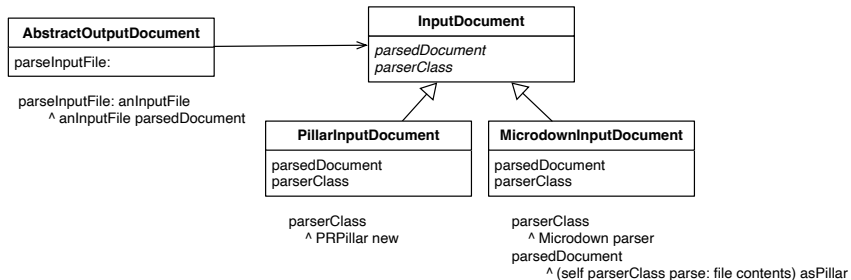 AbstractOutputDocument
parseInputFile:
parseInputFile: anInputFile
^ anInputFile parsedDocument
InputDocument
parsedDocument
parserClass
PillarInputDocument
parsedDocument
parserClass
parserClass
^ PRPillar new
MicrodownInputDocument
parsedDocument
parserClass
parserClass
^ Microdown parser
parsedDocument
^ (self parserClass parse: file contents) asPillar